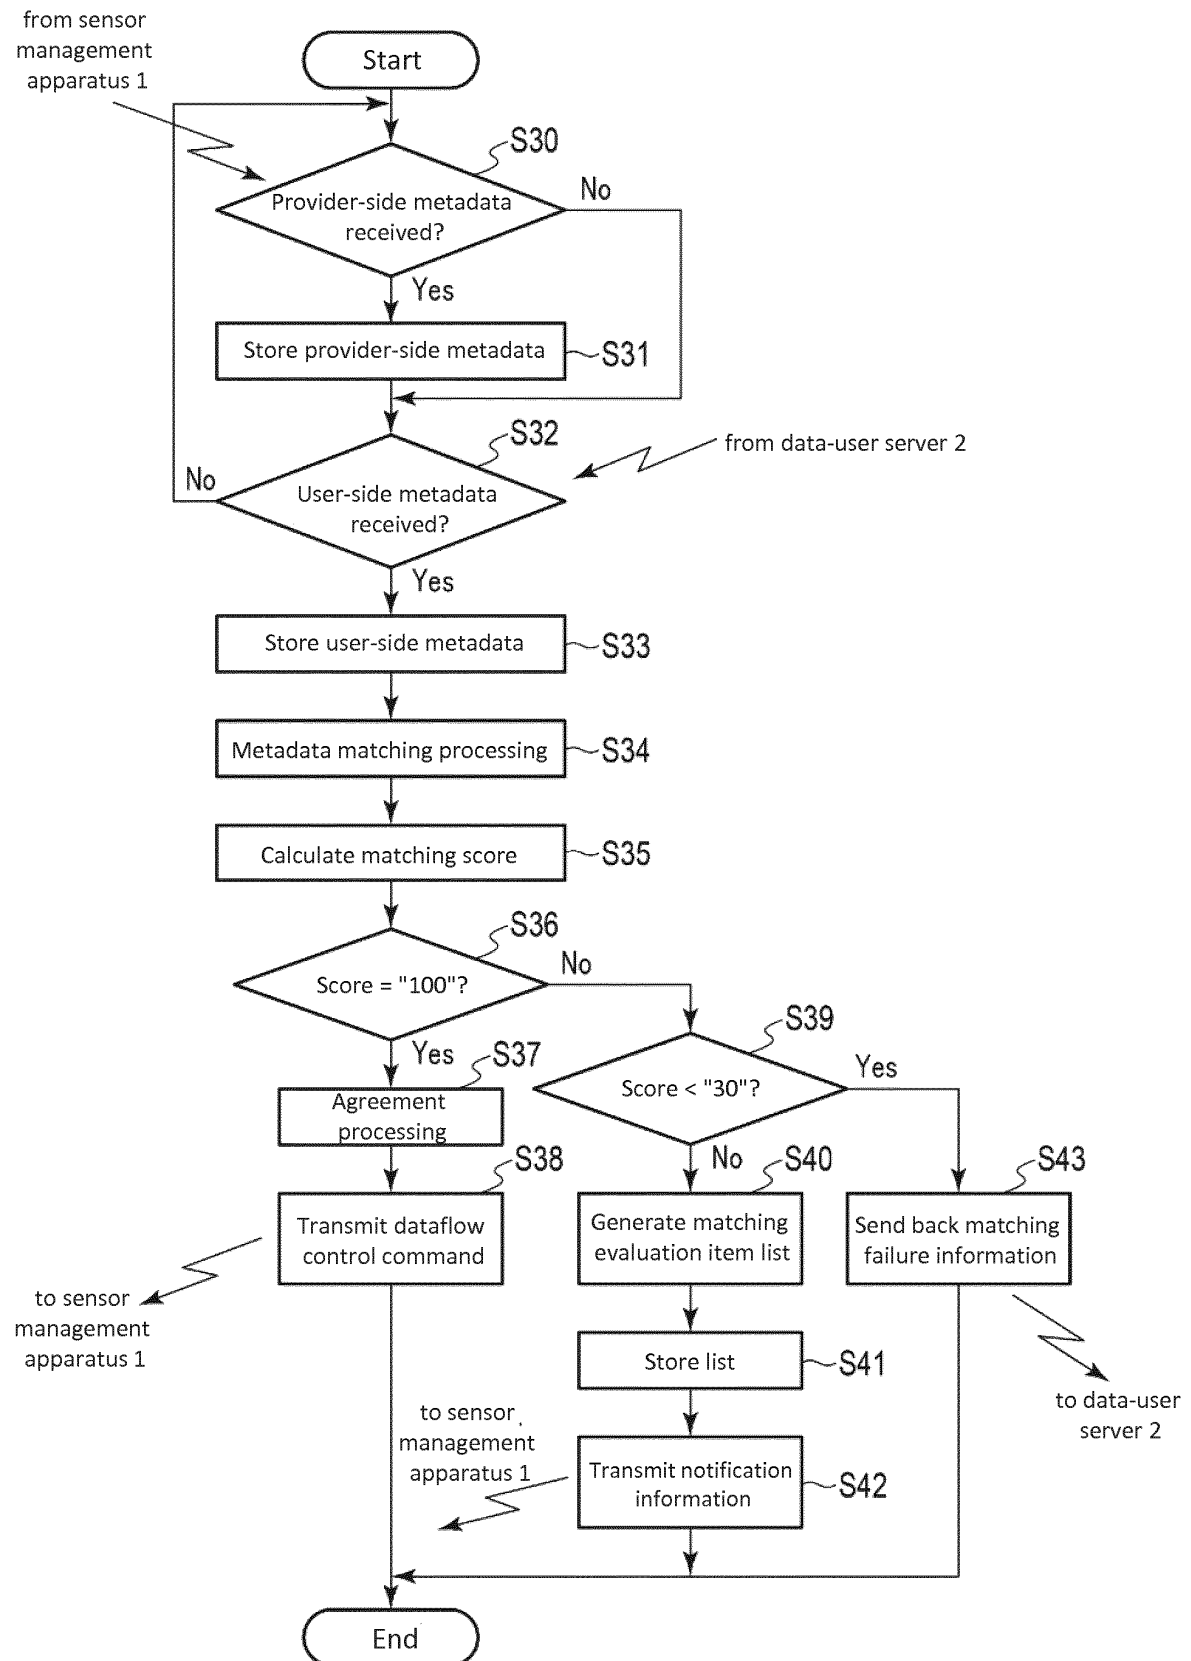 from sensor
management
apparatus 1
Start
S30
Provider-side metadata
received?
No
Yes
Store provider-side metadata
S31
S32
from data-user server 2
No
User-side metadata
received?
Yes
Store user-side metadata
S33
Metadata matching processing
S34
Calculate matching score
S35
S36
Score = "100"?
No
Yes
S37
S39
Score < "30"?
Yes
Agreement
processing
No
S38
S40
S43
Transmit dataflow
control command
Generate matching
evaluation item list
Send back matching
failure information
to sensor
management
apparatus 1
Store list
S41
to data-user
server 2
to sensor
management
apparatus 1
Transmit notification
information
S42
End